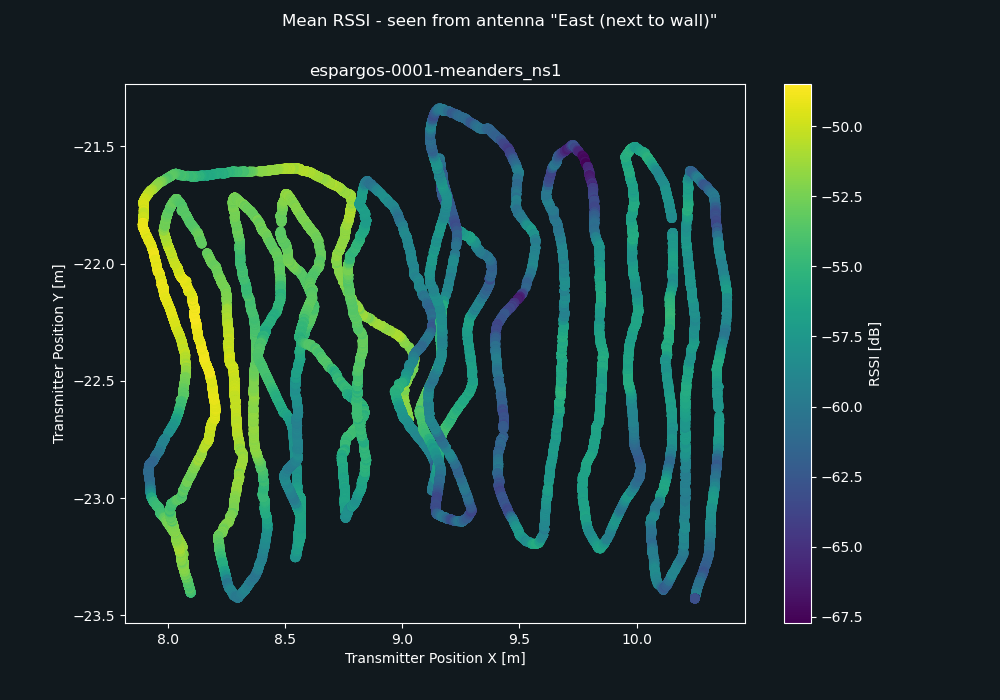 Mean RSSI - seen from antenna "East (next to wall)"
espargos-0001-meanders_ns1
−21.5
−22.0
−22.5
−23.0
−23.5
Transmitter Position Y [m]
8.0 8.5 9.0 9.5 10.0
Transmitter Position X [m]
−50.0
−52.5
−55.0
−57.5
−60.0
−62.5
−65.0
−67.5
RSSI [dB]